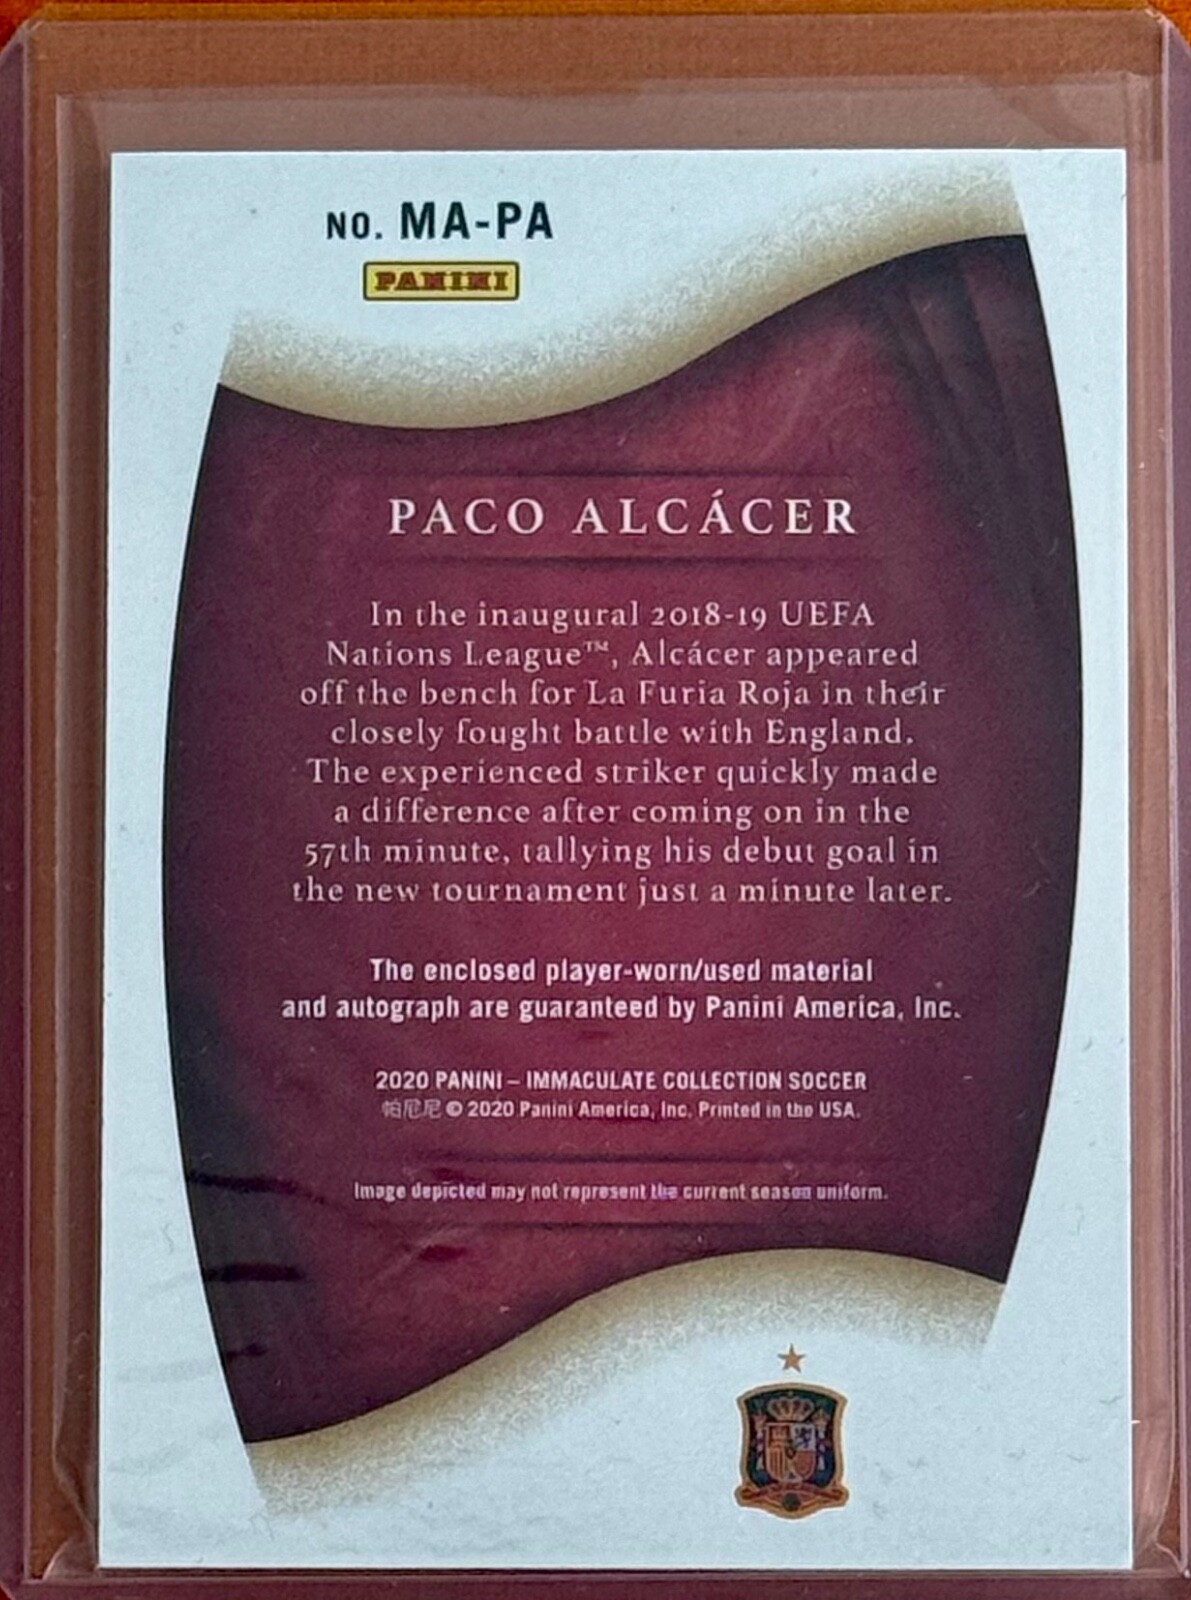 NO. MA-PA
PANINI
PACO ALCÁCER
In the inaugural 2018-19 UEFA
Nations League™, Alcácer appeared
off the bench for La Furia Roja in their
closely fought battle with England.
The experienced striker quickly made
a difference after coming on in the
57th minute, tallying his debut goal in
the new tournament just a minute later.
The enclosed player-worn/used material
and autograph are guaranteed by Panini America, Inc.
2020 PANINI – IMMACULATE COLLECTION SOCCER
帕尼尼 © 2020 Panini America, Inc. Printed in the USA.
Image depicted may not represent the current season uniform.